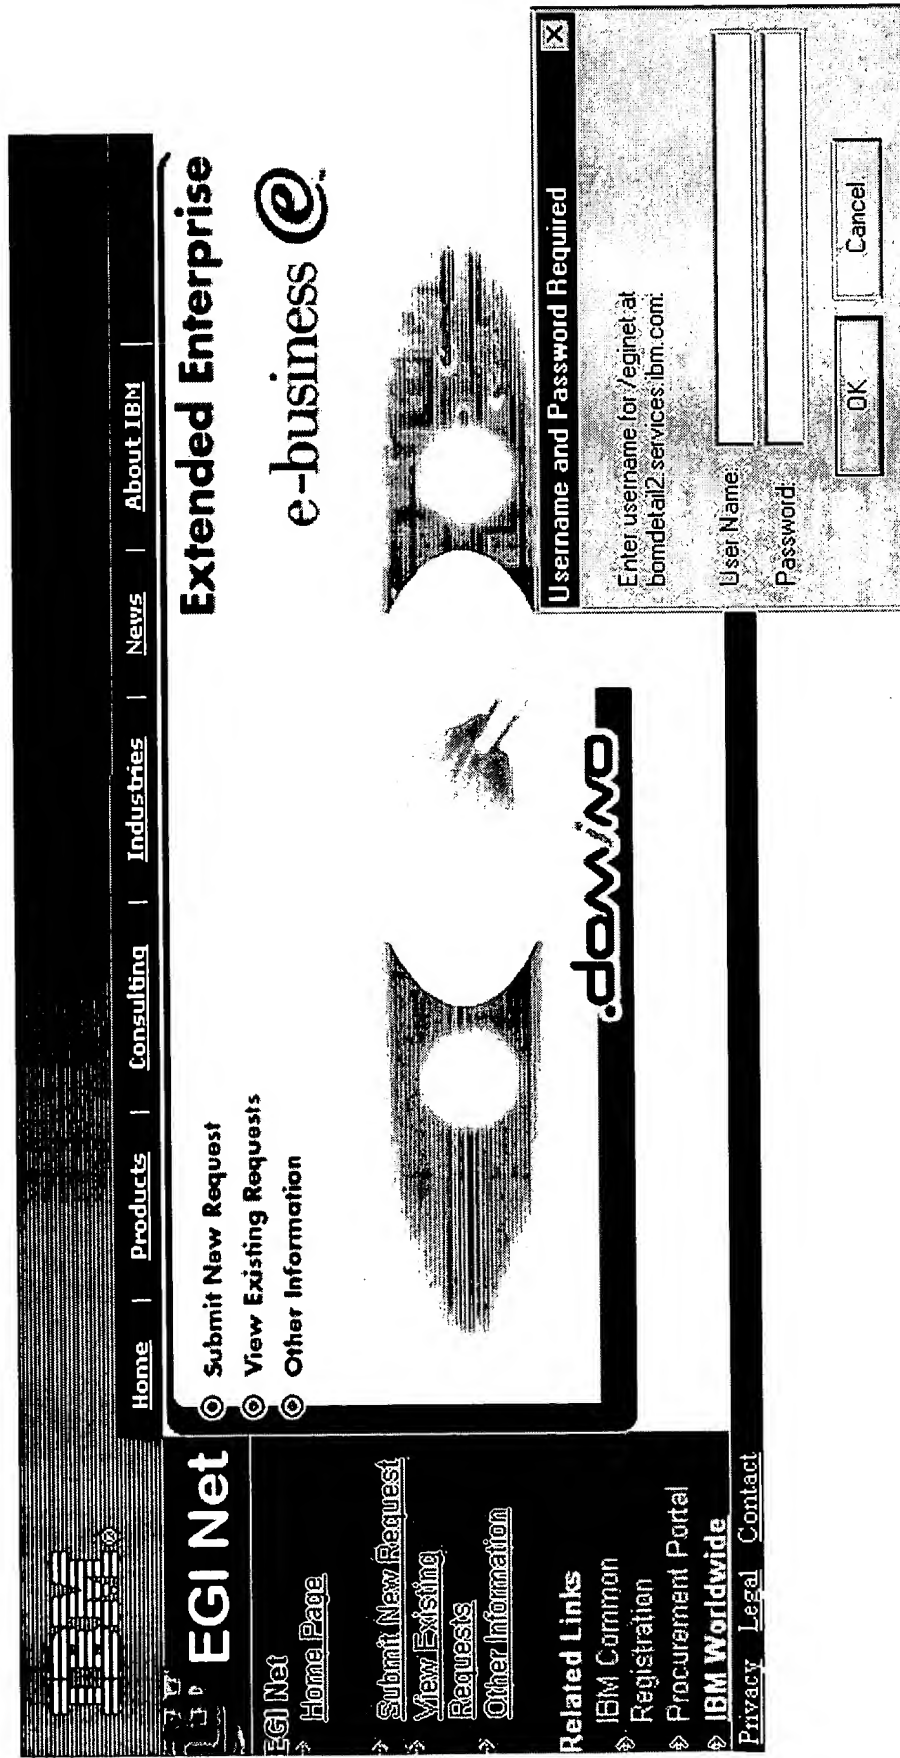 IBM®
Home | Products | Consulting | Industries | News | About IBM |
EGI Net
EGI Net
Home Page
Submit New Request
View Existing
Requests
Other Information
Related Links
IBM Common
Registration
Procurement Portal
IBM Worldwide
Privacy Legal Contact
Submit New Request
View Existing Requests
Other Information
Extended Enterprise
e-business e™
.domino
Username and Password Required
Enter username for /eginet at
bomdetail2.services.ibm.com:
User Name:
Password:
OK Cancel